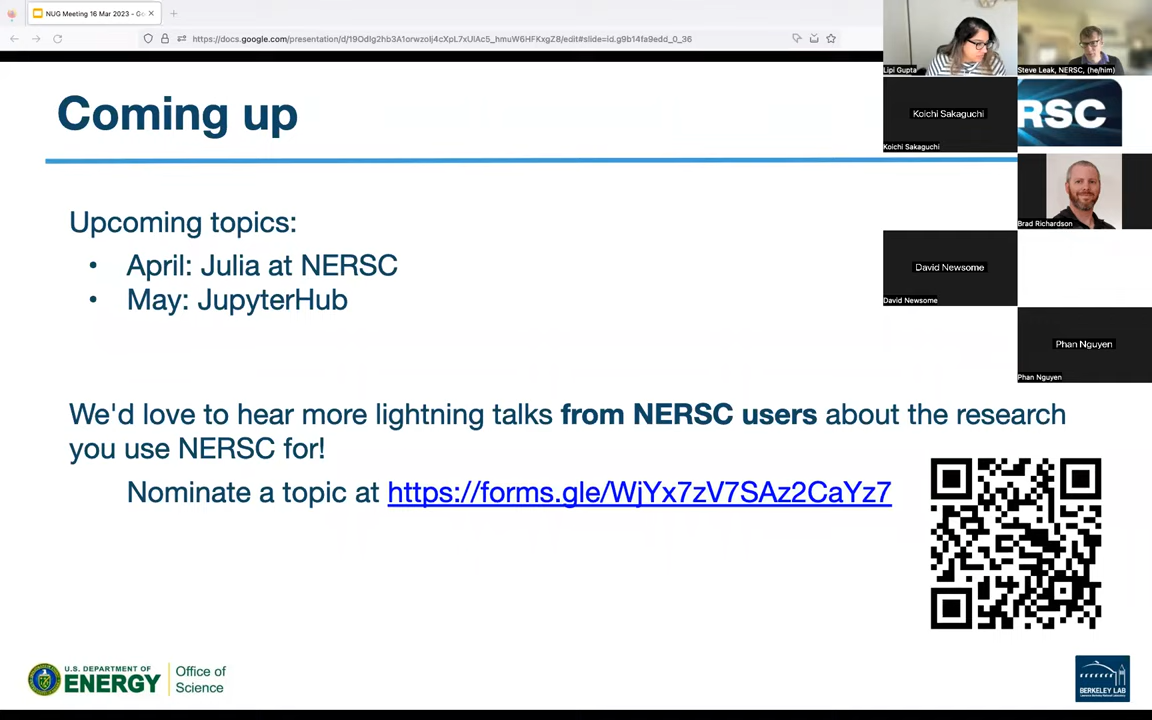 NUG Meeting 16 Mar 2023 - G
https://docs.google.com/presentation/d/19OdIg2hb3A1orwzoIj4cXpL7xUIAc5_hmuW6HFKxgZ8/edit#slide=id.g9b14fa9edd_0_36
Lipi Gupta
Steve Leak, NERSC, (he/him)
Coming up
Koichi Sakaguchi
Koichi Sakaguchi
RSC
Brad Richardson
Upcoming topics:
• April: Julia at NERSC
• May: JupyterHub
David Newsome
David Newsome
Phan Nguyen
Phan Nguyen
We'd love to hear more lightning talks from NERSC users about the research
you use NERSC for!
Nominate a topic at https://forms.gle/WjYx7zV7SAz2CaYz7
U.S. DEPARTMENT OF
ENERGY
Office of
Science
BERKELEY LAB